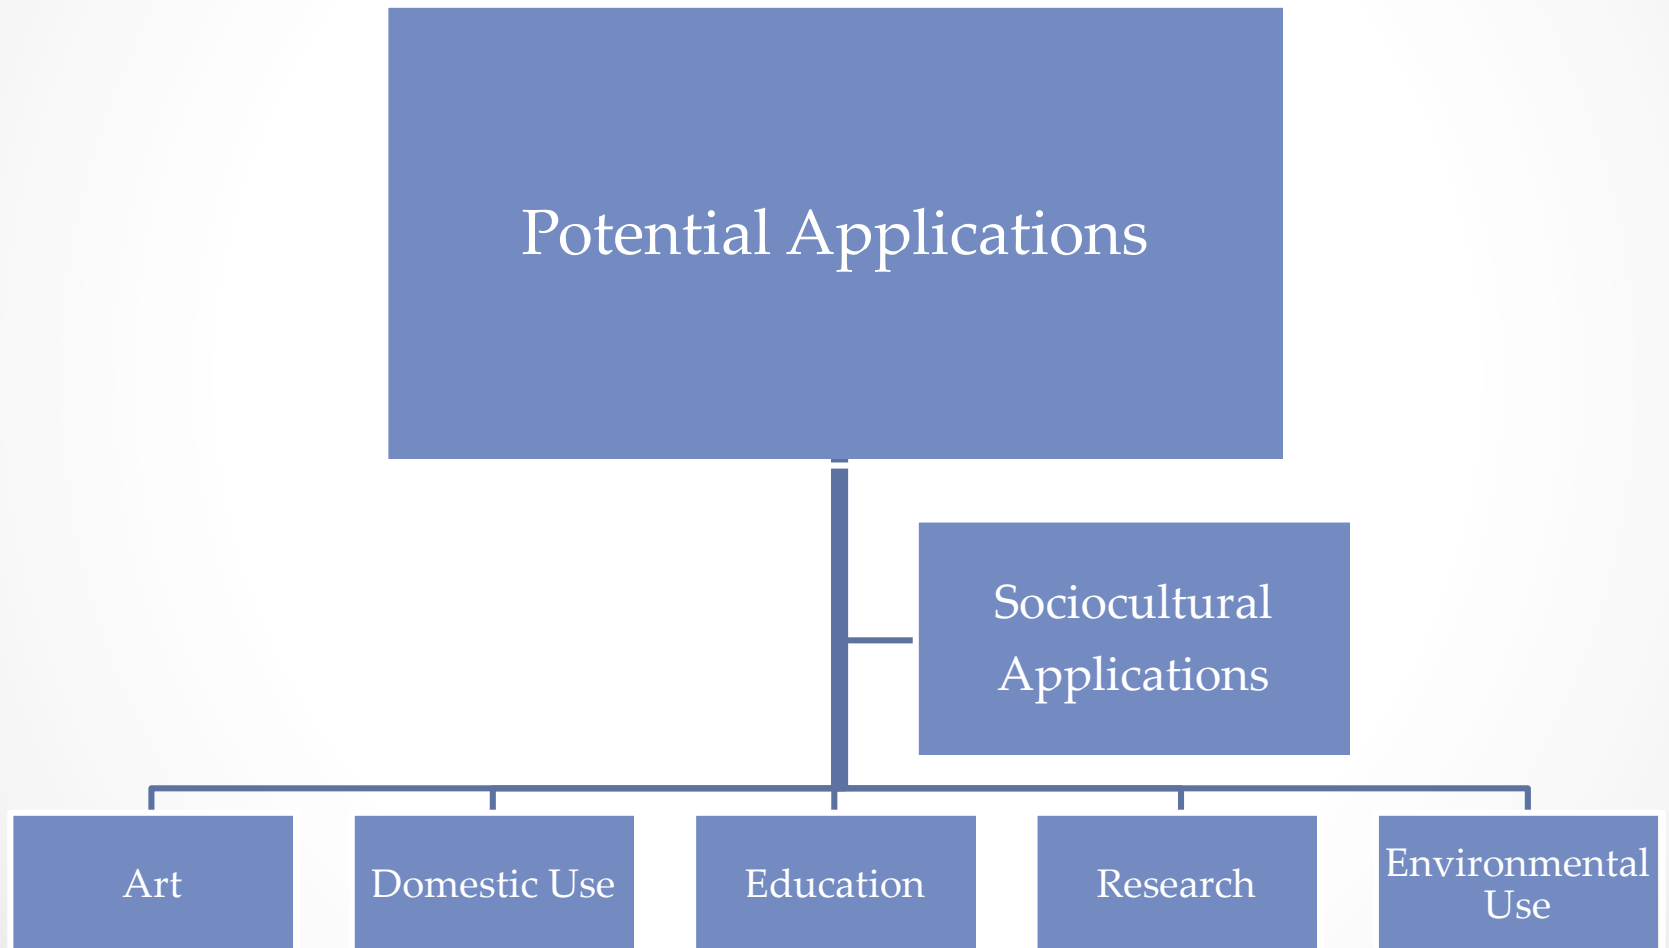 Potential Applications
Sociocultural
Applications
Art
Domestic Use
Education
Research
Environmental
Use